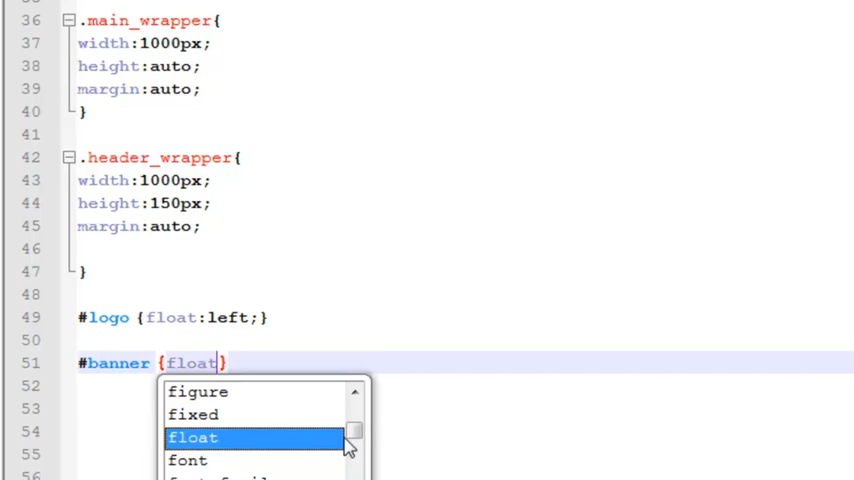 36 .main_wrapper{
37 width:1000px;
38 height:auto;
39 margin:auto;
40 }
41
42 .header_wrapper{
43 width:1000px;
44 height:150px;
45 margin:auto;
46
47 }
48
49 #logo {float:left;}
50
51 #banner {float}
52 figure
53 fixed
54 float
55 font
56